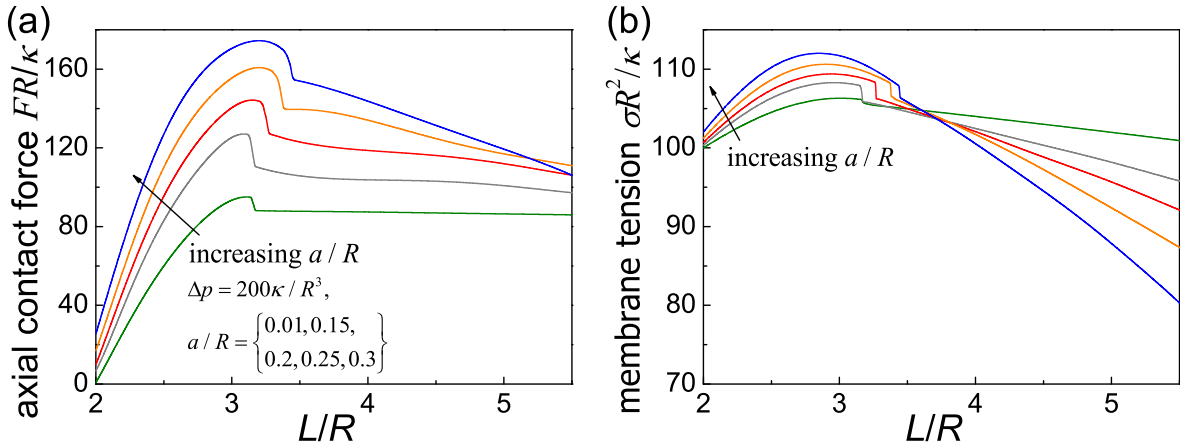 (a)
axial contact force FR/κ
160
120
80
40
0
2
3
4
5
L/R
increasing a / R
Δp = 200κ / R³,
a / R = {0.01, 0.15,
0.2, 0.25, 0.3}
(b)
membrane tension σR²/κ
110
100
90
80
70
2
3
4
5
L/R
increasing a / R